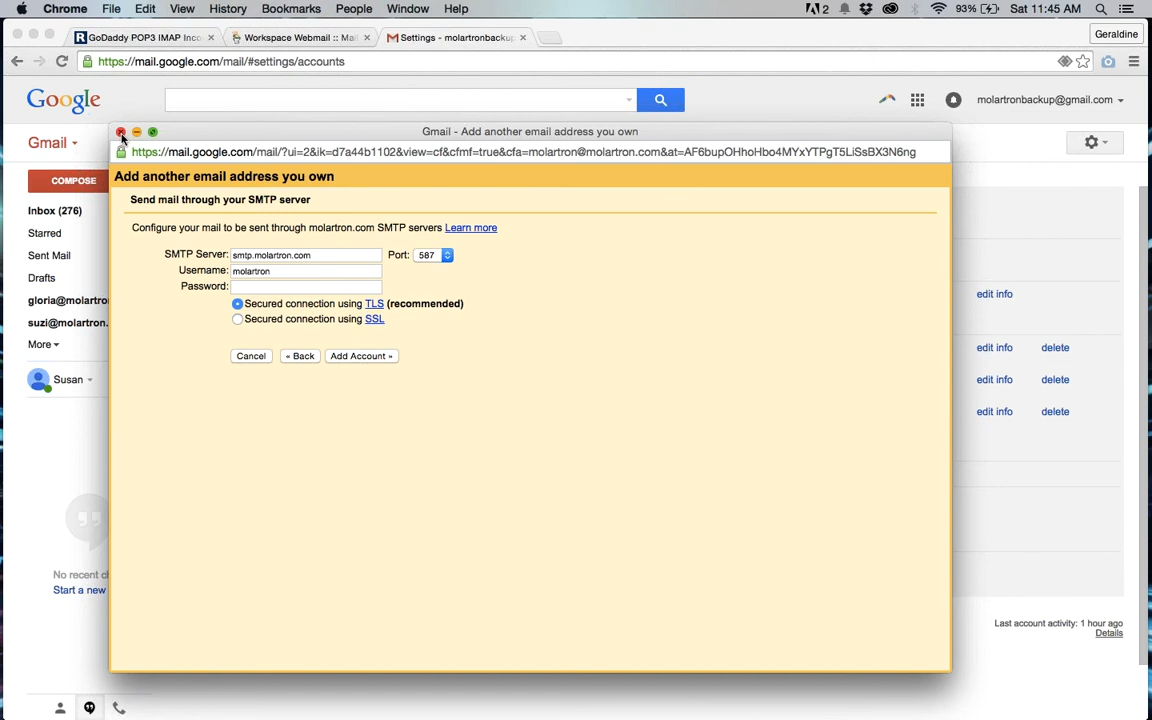 Chrome File Edit View History Bookmarks People Window Help 2 93% Sat 11:45 AM
GoDaddy POP3 IMAP Inco Workspace Webmail :: Mai Settings - molartronbackup Geraldine
https://mail.google.com/mail/#settings/accounts
Google molartronbackup@gmail.com
Gmail
COMPOSE
Inbox (276)
Starred
Sent Mail
Drafts
gloria@molartron
suzi@molartron.
More
Susan
No recent ch
Start a new
Gmail - Add another email address you own
https://mail.google.com/mail/?ui=2&ik=d7a44b1102&view=cf&cfmf=true&cfa=molartron@molartron.com&at=AF6bupOHhoHbo4MYxYTPgT5LiSsBX3N6ng
Add another email address you own
Send mail through your SMTP server
Configure your mail to be sent through molartron.com SMTP servers Learn more
SMTP Server: smtp.molartron.com Port: 587
Username: molartron
Password:
Secured connection using TLS (recommended)
Secured connection using SSL
Cancel « Back Add Account »
edit info
edit info delete
edit info delete
edit info delete
Last account activity: 1 hour ago
Details